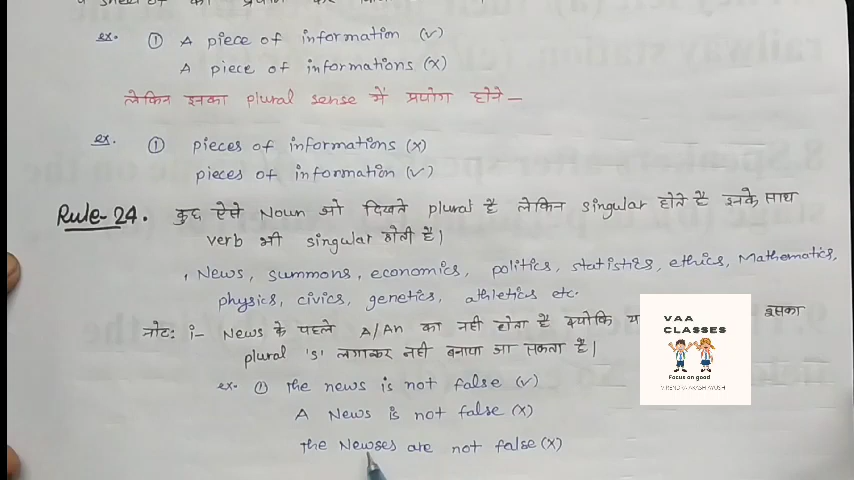 ex. ① A piece of information (v)
A piece of informations (x)
लेकिन इनका plural sense में प्रयोग होने –
ex. ① pieces of informations (x)
pieces of information (v)
Rule-24. कुछ ऐसे Noun जो दिखते plural है लेकिन singular होते है इनके साथ
verb भी singular होती है।
News, summons, economics, politics, statistics, ethics, Mathematics,
physics, civics, genetics, athletics etc.
नोट: i- News के पहले A/An का नही होता है क्योकि य इसका
plural 's' लगाकर नही बनाया जा सकता है।
ex- ① the news is not false (v)
A News is not false (x)
the Newses are not false (x)
VAA
CLASSES
Focus on good